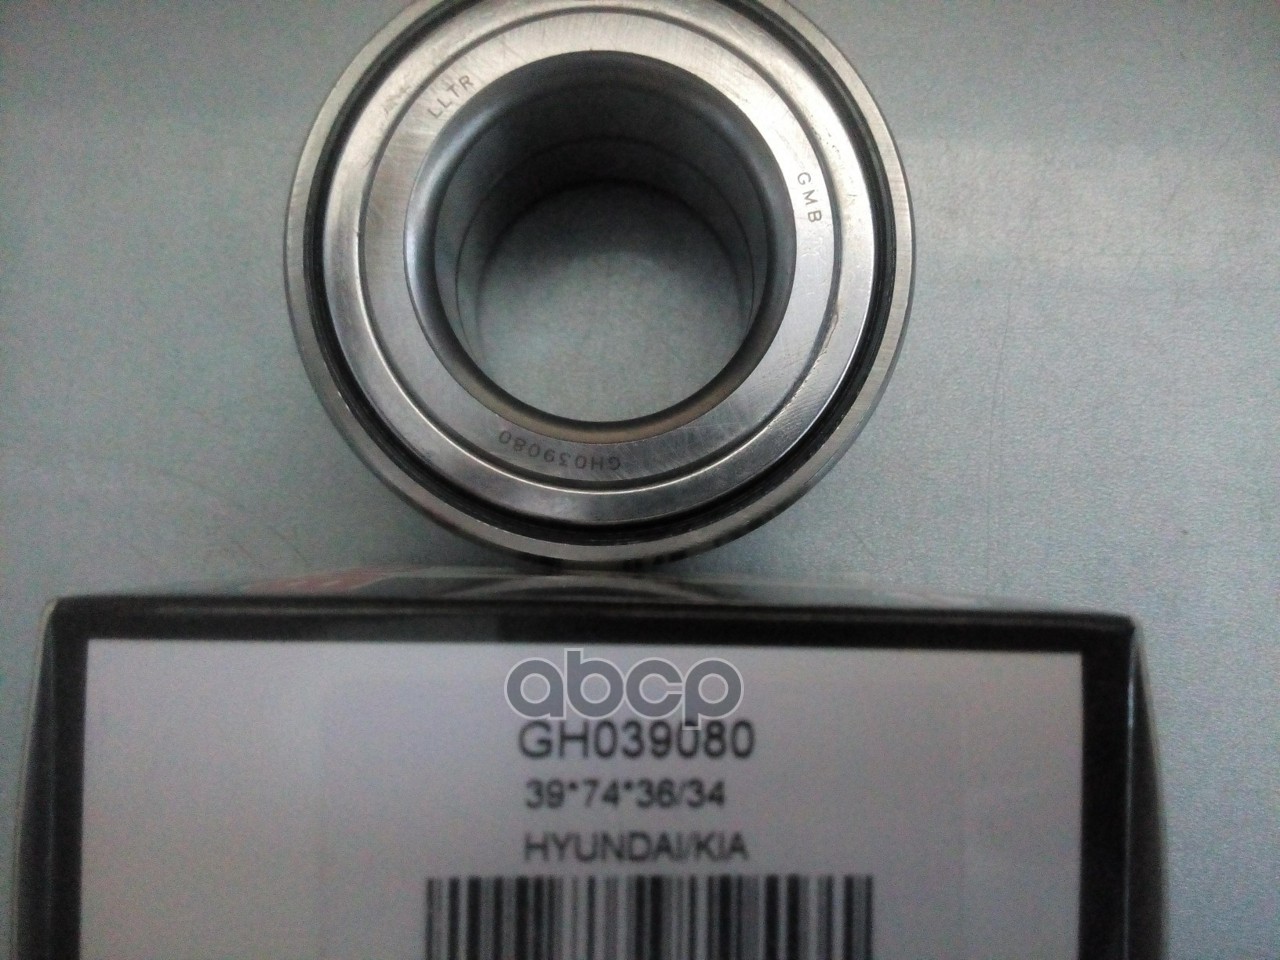 LLTR
GMB
GH039080
abcp
GH039080
39*74*36/34
HYUNDAI/KIA